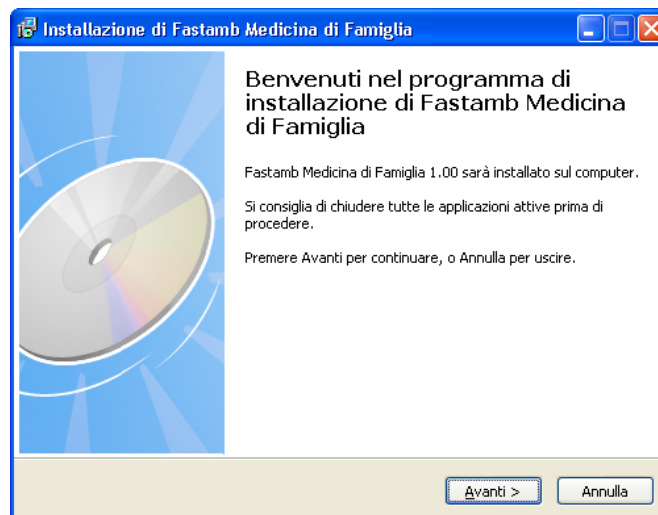 Installazione di Fastamb Medicina di Famiglia
Benvenuti nel programma di
installazione di Fastamb Medicina
di Famiglia
Fastamb Medicina di Famiglia 1.00 sarà installato sul computer.
Si consiglia di chiudere tutte le applicazioni attive prima di
procedere.
Premere Avanti per continuare, o Annulla per uscire.
Avanti > Annulla